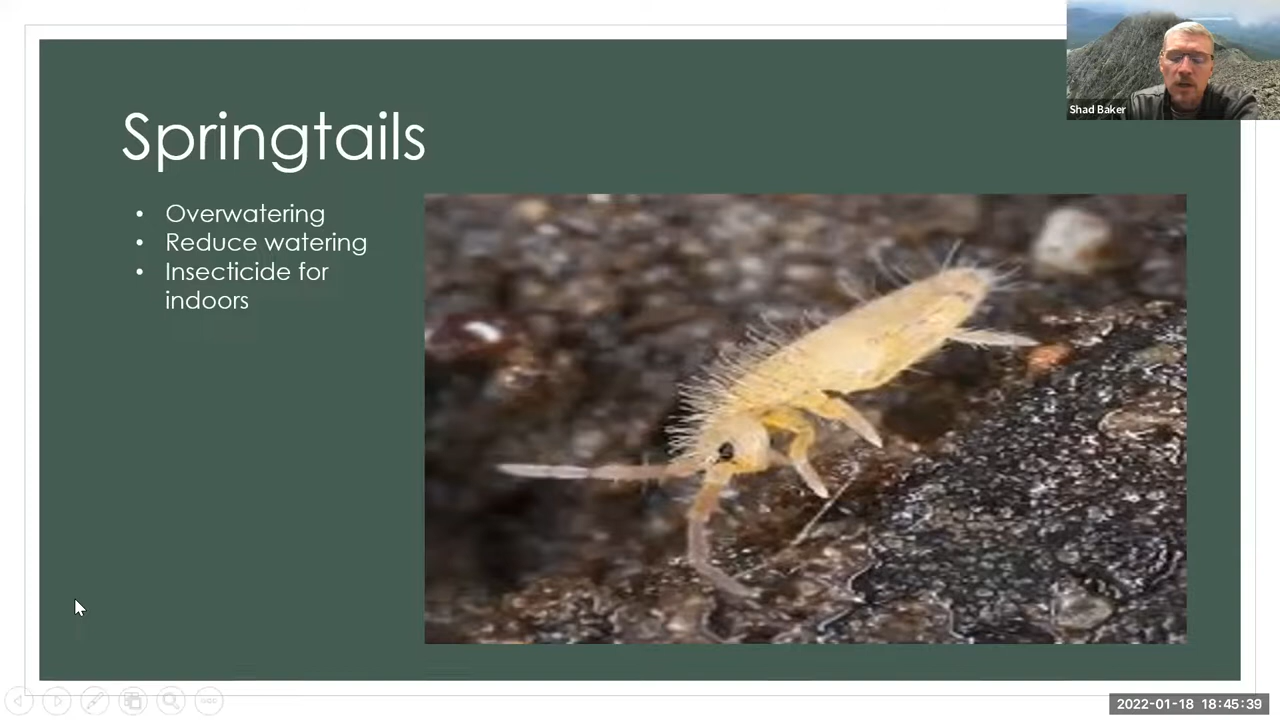 Shad Baker
Springtails
• Overwatering
• Reduce watering
• Insecticide for
indoors
2022-01-18 18:45:39